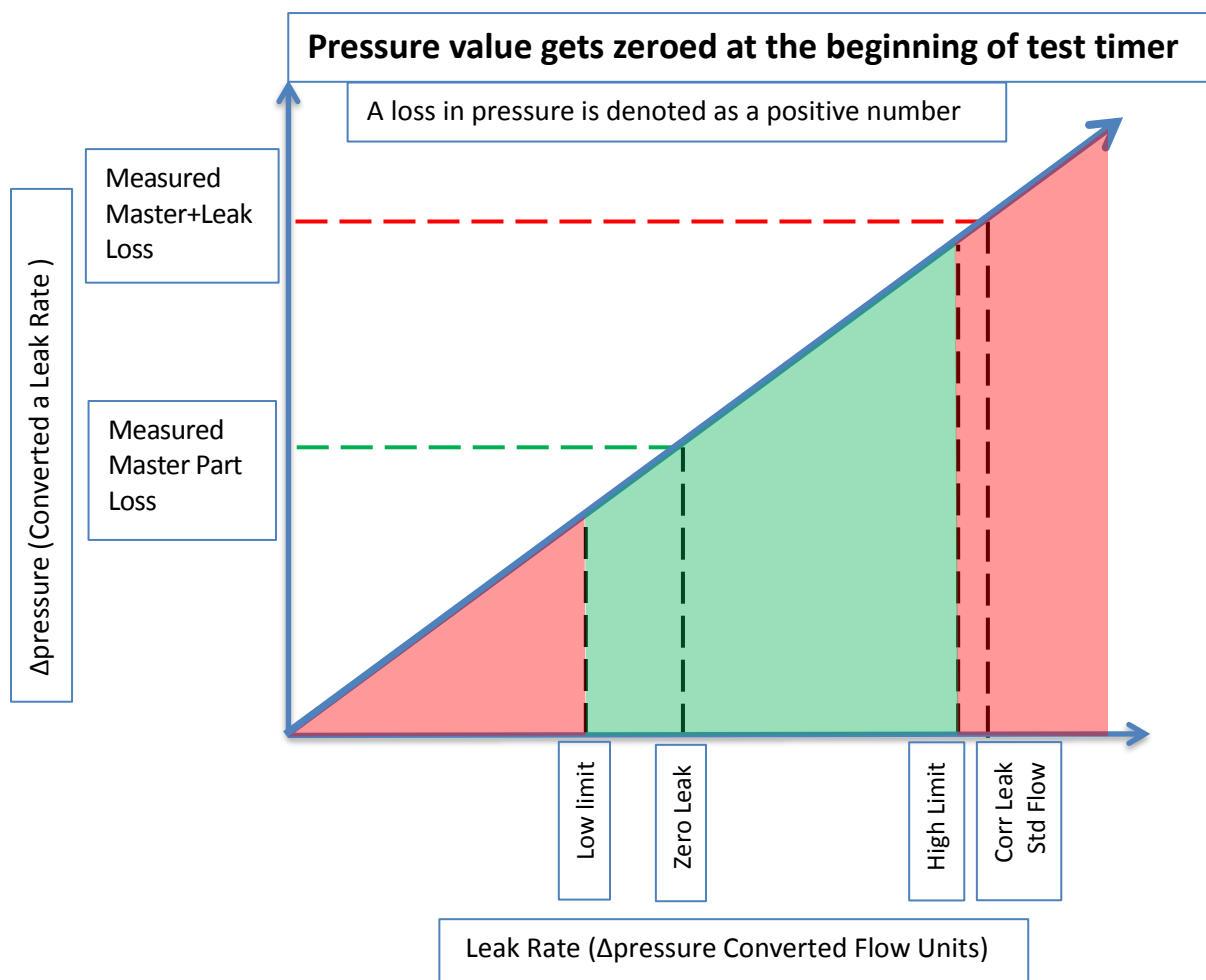 Pressure value gets zeroed at the beginning of test timer
A loss in pressure is denoted as a positive number
Measured
Master+Leak
Loss
Measured
Master Part
Loss
Δpressure (Converted a Leak Rate )
Low limit
Zero Leak
High Limit
Corr Leak
Std Flow
Leak Rate (Δpressure Converted Flow Units)